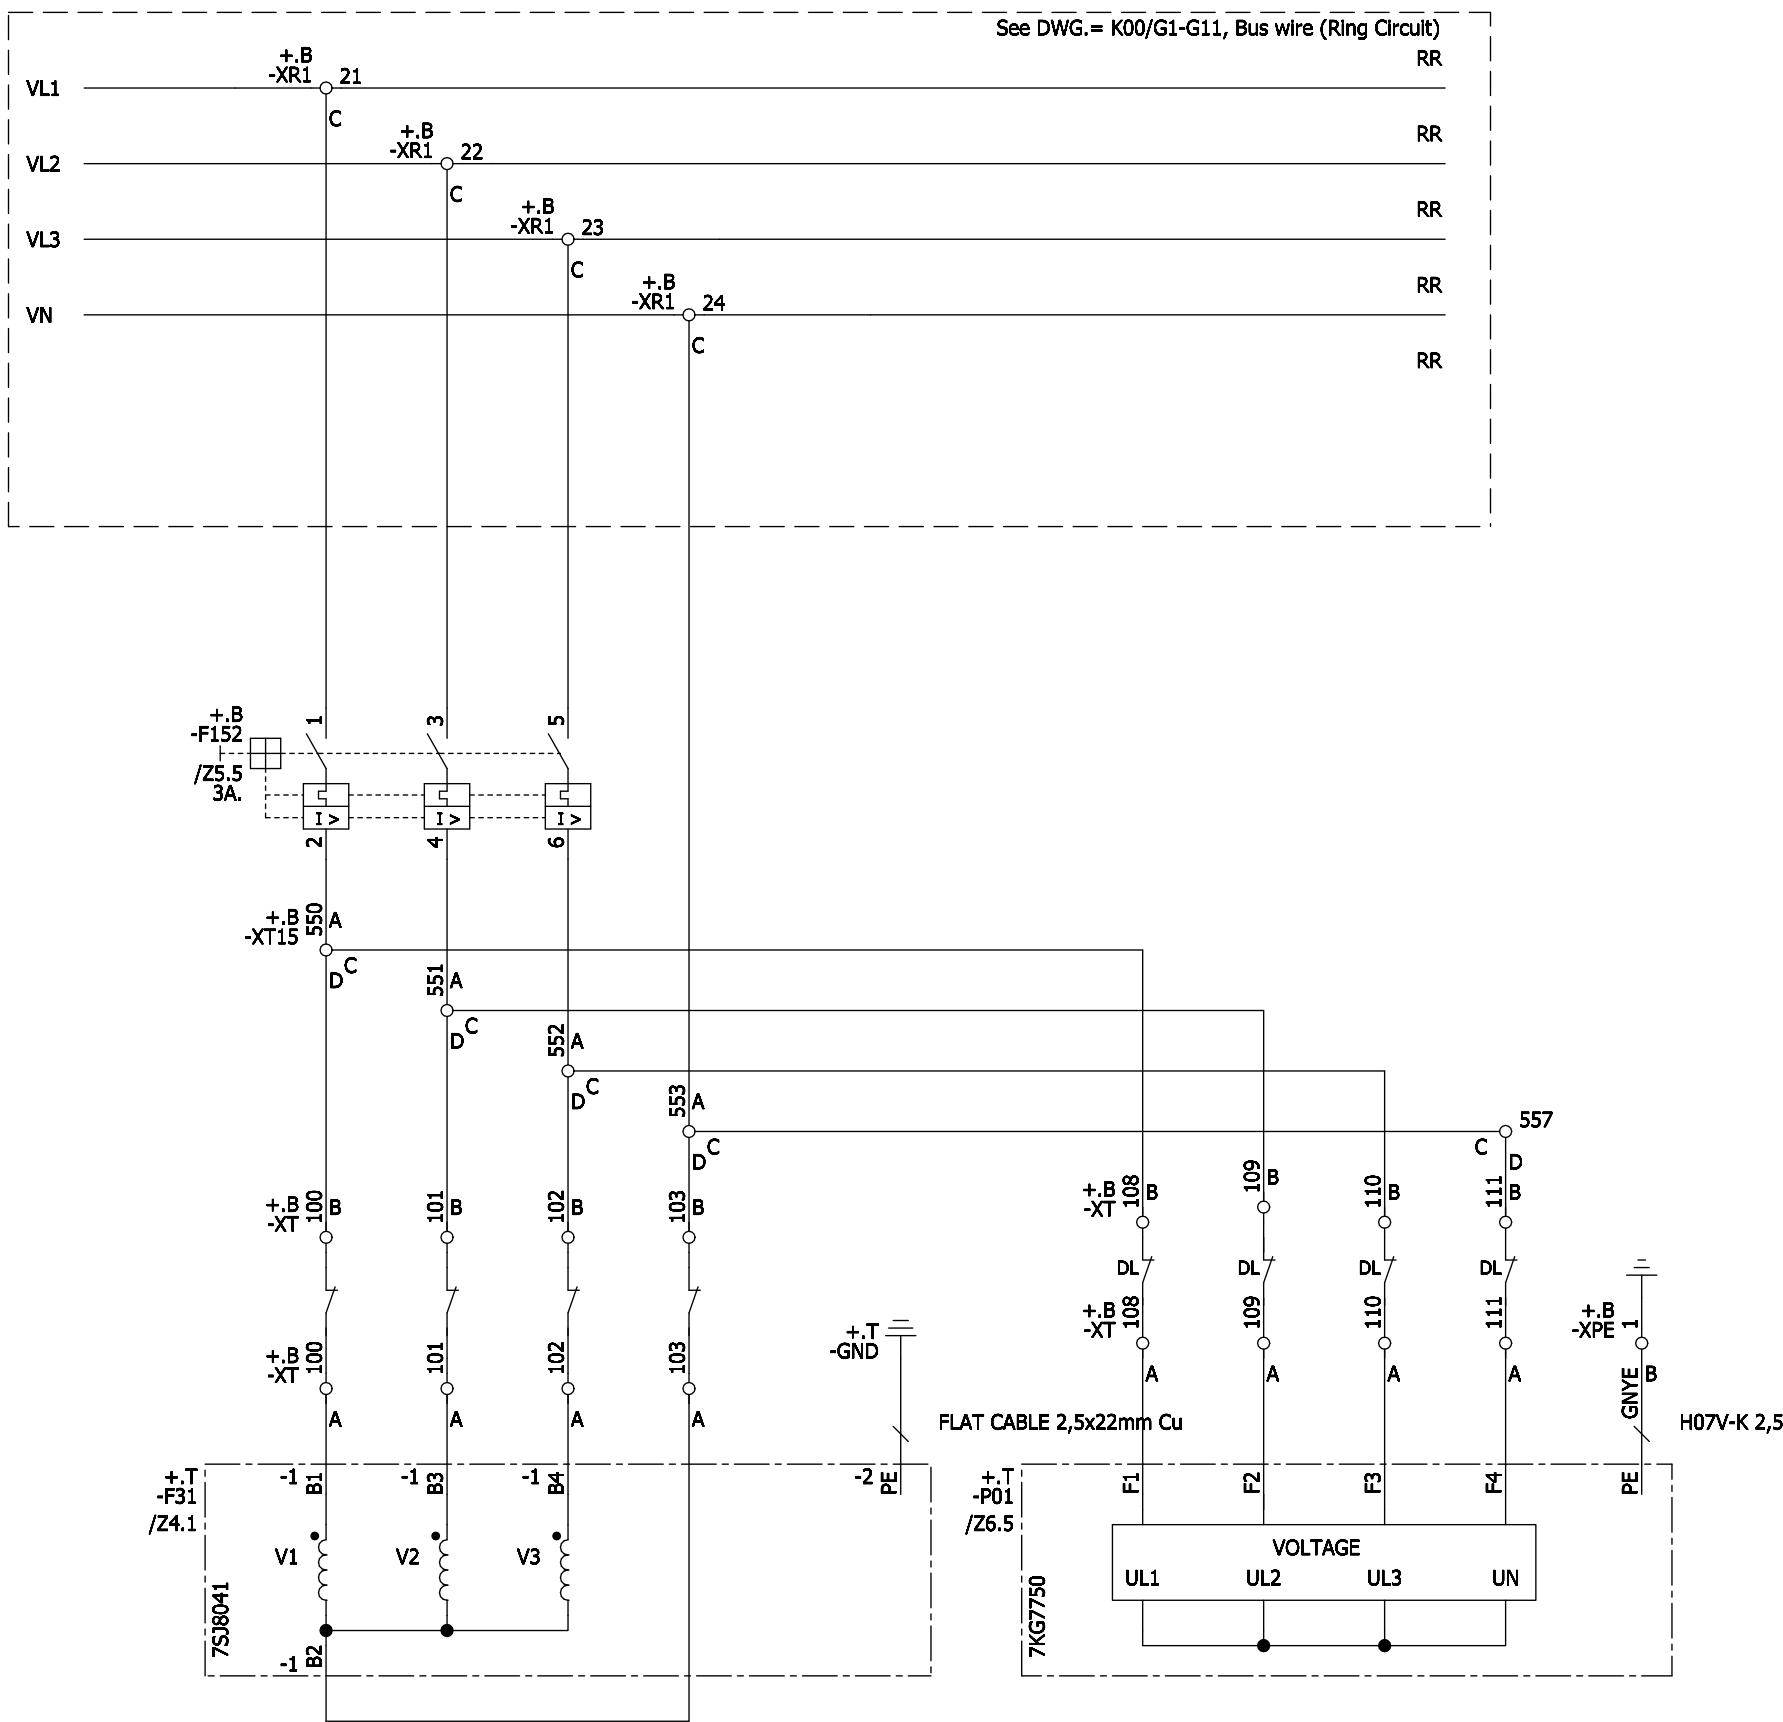 See DWG.= K00/G1-G11, Bus wire (Ring Circuit)
RR
+.B
-XR1
21
VL1
C
RR
+.B
-XR1
22
VL2
C
RR
+.B
-XR1
23
VL3
C
RR
+.B
-XR1
24
VN
C
RR
+.B
-F152
/Z5.5
3A.
1
3
5
I >
I >
I >
2
4
6
+.B
-XT15
550
A
C
D
551
A
C
D
552
A
C
D
553
A
C
D
557
C
D
+.B
-XT
100
B
101
B
102
B
103
B
+.B
-XT
108
B
109
B
110
B
111
B
DL
DL
DL
DL
+.B
-XT
108
109
110
111
A
A
A
A
+.B
-XPE
1
B
GNYE
H07V-K 2,5
+.B
-XT
100
101
102
103
A
A
A
A
+.T
-GND
FLAT CABLE 2,5x22mm Cu
+.T
-F31
/Z4.1
-1
B1
-1
B3
-1
B4
-2
PE
V1
V2
V3
7SJ8041
-1
B2
+.T
-P01
/Z6.5
F1
F2
F3
F4
PE
VOLTAGE
UL1
UL2
UL3
UN
7KG7750